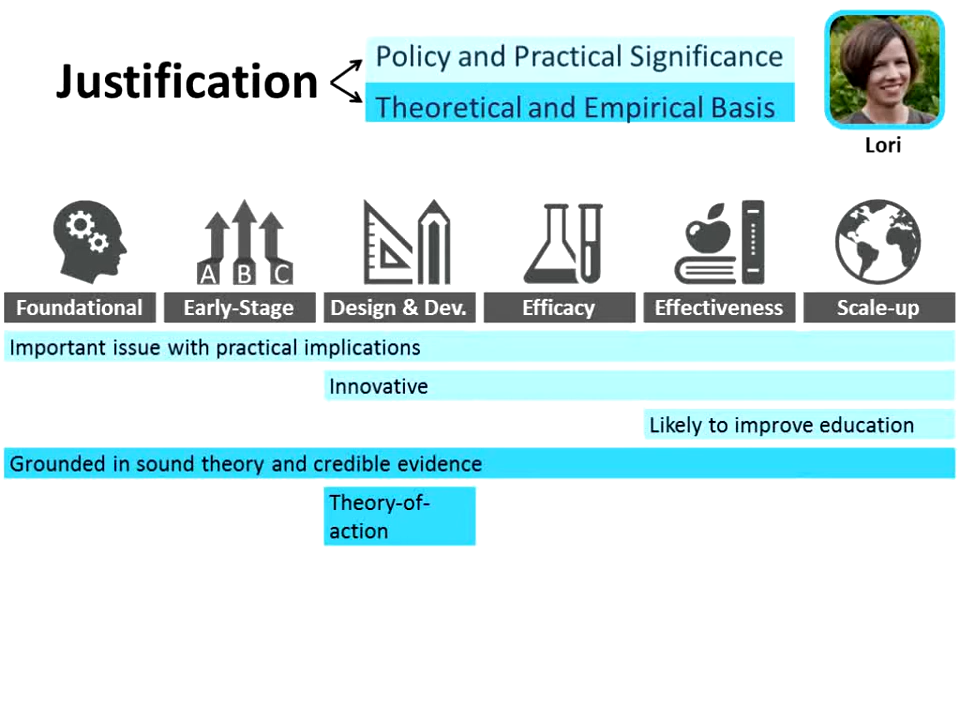 Justification
Policy and Practical Significance
Theoretical and Empirical Basis
Lori
A B C
Foundational
Early-Stage
Design & Dev.
Efficacy
Effectiveness
Scale-up
Important issue with practical implications
Innovative
Likely to improve education
Grounded in sound theory and credible evidence
Theory-of-
action